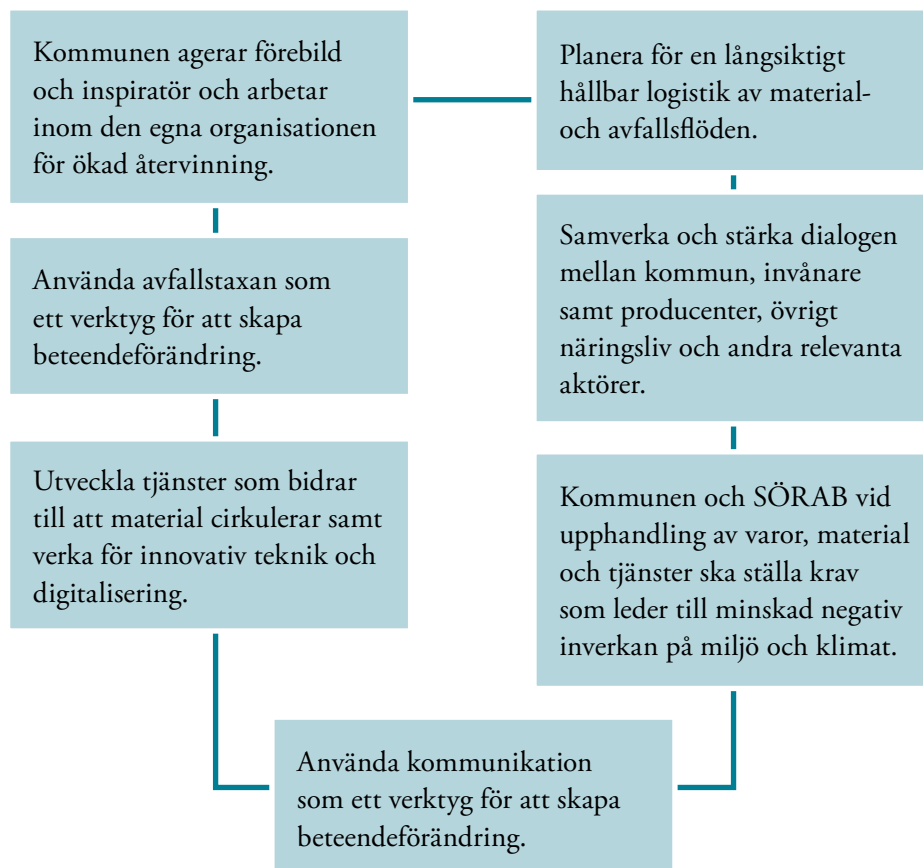 Kommunen agerar förebild
och inspiratör och arbetar
inom den egna organisationen
för ökad återvinning.
Använda avfallstaxan som
ett verktyg för att skapa
beteendeförändring.
Utveckla tjänster som bidrar
till att material cirkulerar samt
verka för innovativ teknik och
digitalisering.
Planera för en långsiktigt
hållbar logistik av material-
och avfallsflöden.
Samverka och stärka dialogen
mellan kommun, invånare
samt producenter, övrigt
näringsliv och andra relevanta
aktörer.
Kommunen och SÖRAB vid
upphandling av varor, material
och tjänster ska ställa krav
som leder till minskad negativ
inverkan på miljö och klimat.
Använda kommunikation
som ett verktyg för att skapa
beteendeförändring.